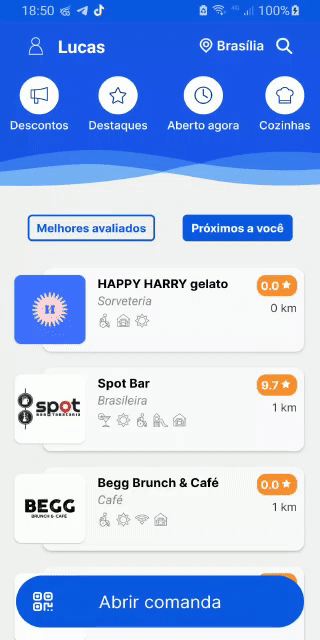 18:50 100%
Lucas Brasília
Descontos Destaques Aberto agora Cozinhas
Melhores avaliados Próximos a você
HAPPY HARRY gelato 0.0
Sorveteria
0 km
Spot Bar 9.7
Brasileira
1 km
spot
Begg Brunch & Café 0.0
Café
1 km
BEGG
BRUNCH & CAFÉ
Abrir comanda